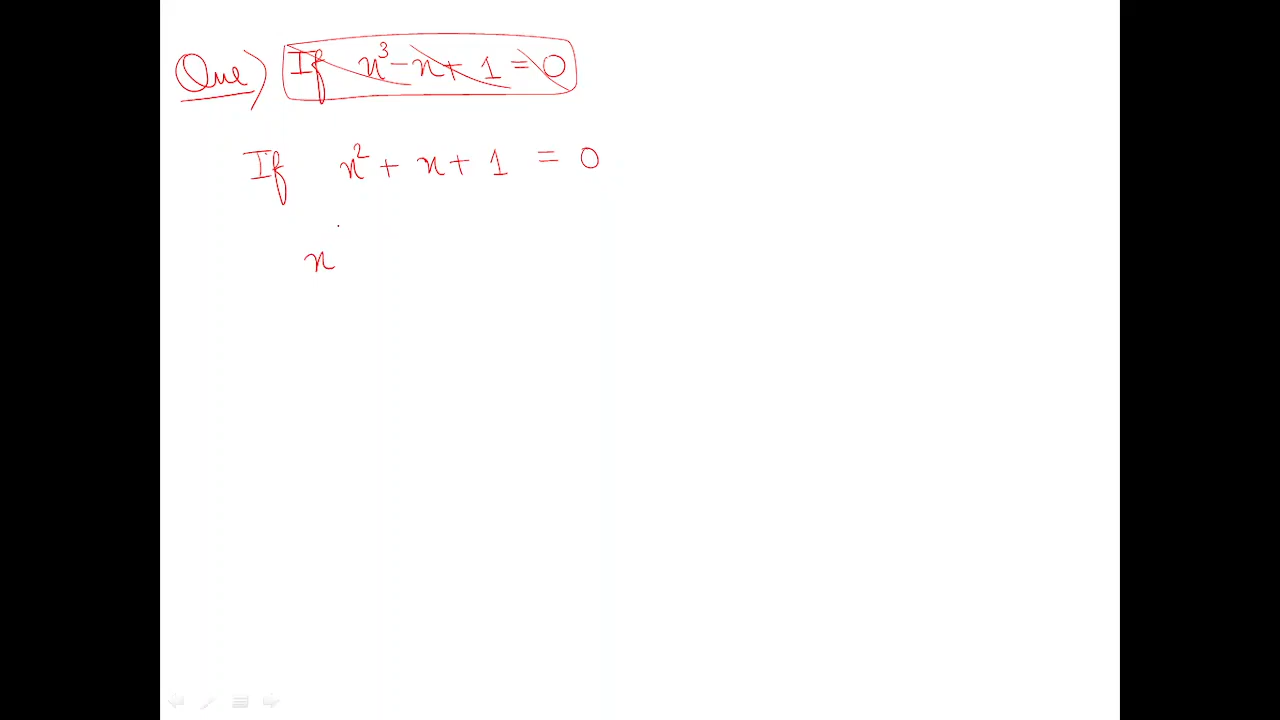 Que) If x³ - x + 1 = 0
If x² + x + 1 = 0
x